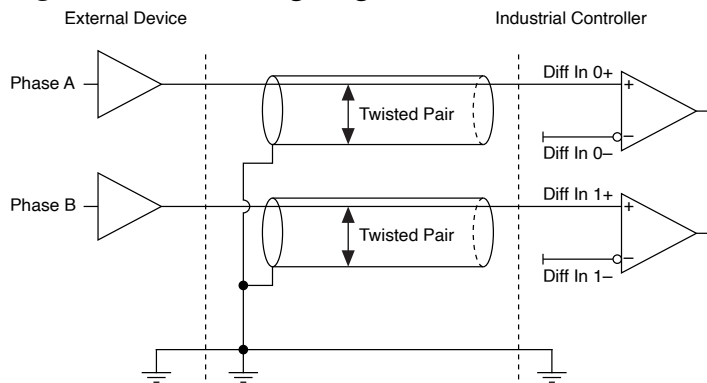 External Device
Industrial Controller
Phase A
Twisted Pair
Diff In 0+
+
−
Diff In 0−
Phase B
Twisted Pair
Diff In 1+
+
−
Diff In 1−